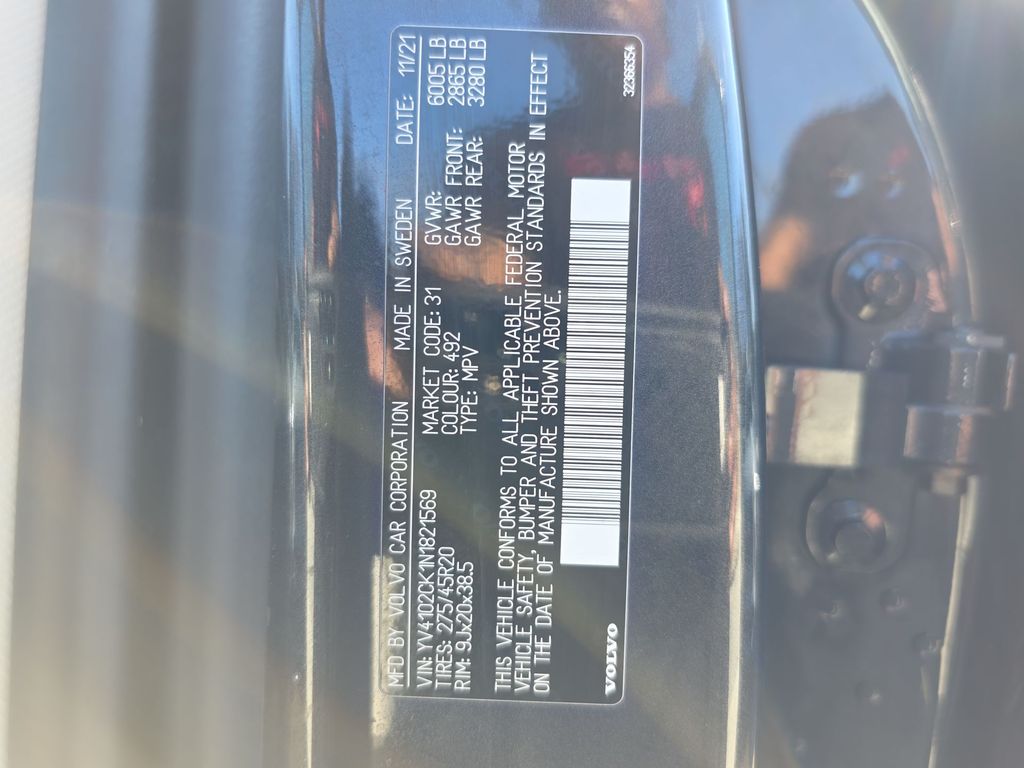 MFD BY VOLVO CAR CORPORATION MADE IN SWEDEN DATE: 11/21
VIN: YV4102CK1N1821569 MARKET CODE: 31 GVWR: 6005 LB
TIRES: 275/45R20 COLOUR: 492 GAWR FRONT: 2865 LB
RIM: 9Jx20x38.5 TYPE: MPV GAWR REAR: 3280 LB
THIS VEHICLE CONFORMS TO ALL APPLICABLE FEDERAL MOTOR
VEHICLE SAFETY, BUMPER AND THEFT PREVENTION STANDARDS IN EFFECT
ON THE DATE OF MANUFACTURE SHOWN ABOVE.
VOLVO
32366354